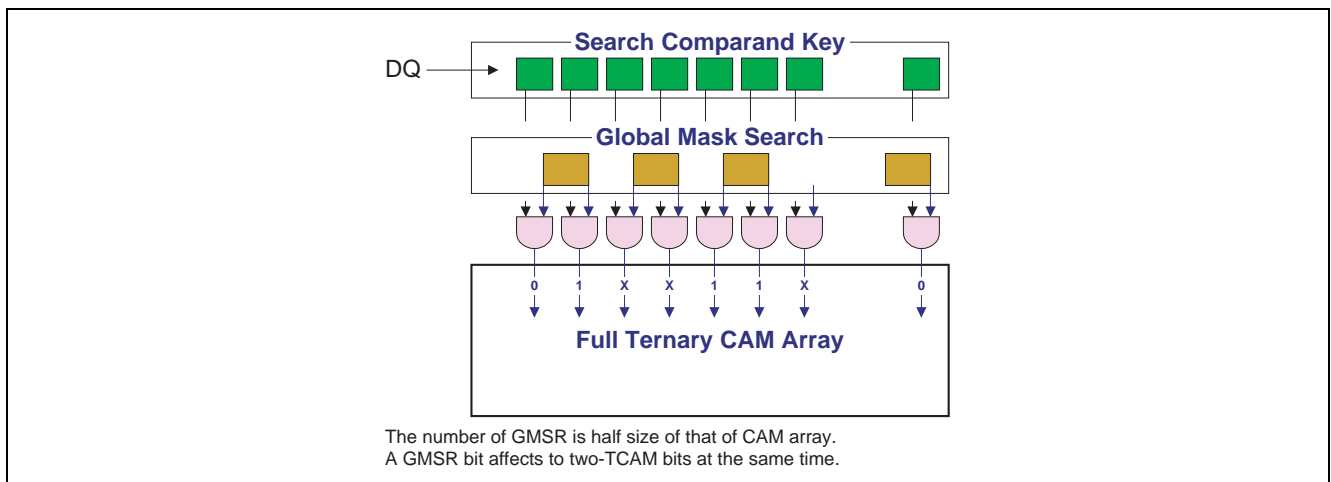 Search Comparand Key
DQ
Global Mask Search
0 1 X X 1 1 X 0
Full Ternary CAM Array
The number of GMSR is half size of that of CAM array.
A GMSR bit affects to two-TCAM bits at the same time.